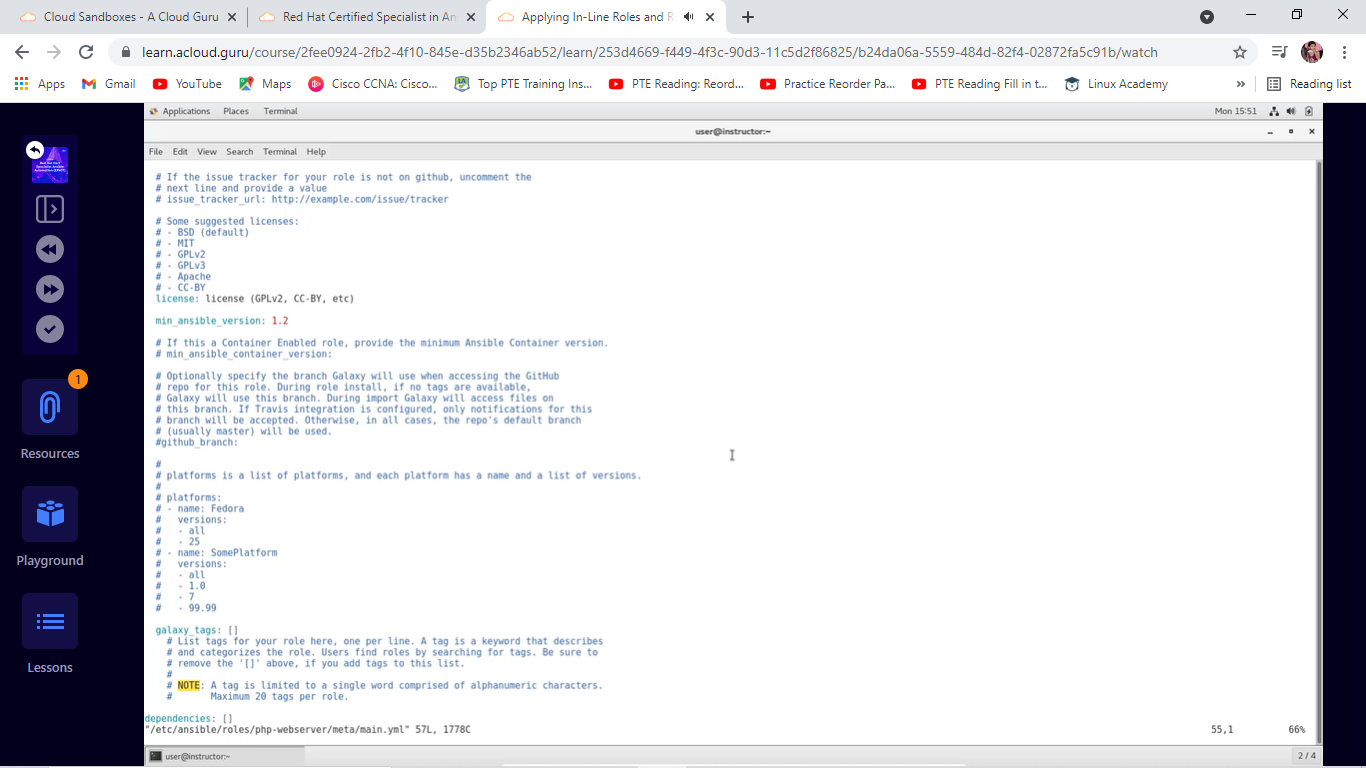 Cloud Sandboxes - A Cloud Guru
Red Hat Certified Specialist in An
Applying In-Line Roles and R
learn.acloud.guru/course/2fee0924-2fb2-4f10-845e-d35b2346ab52/learn/253d4669-f449-4f3c-90d3-11c5d2f86825/b24da06a-5559-484d-82f4-02872fa5c91b/watch
Apps Gmail YouTube Maps Cisco CCNA: Cisco... Top PTE Training Ins... PTE Reading: Reord... Practice Reorder Pa... PTE Reading Fill in t... Linux Academy » Reading list
Applications Places Terminal Mon 15:51
user@instructor:~
File Edit View Search Terminal Help
# If the issue tracker for your role is not on github, uncomment the
# next line and provide a value
# issue_tracker_url: http://example.com/issue/tracker
# Some suggested licenses:
# - BSD (default)
# - MIT
# - GPLv2
# - GPLv3
# - Apache
# - CC-BY
license: license (GPLv2, CC-BY, etc)
min_ansible_version: 1.2
# If this a Container Enabled role, provide the minimum Ansible Container version.
# min_ansible_container_version:
# Optionally specify the branch Galaxy will use when accessing the GitHub
# repo for this role. During role install, if no tags are available,
# Galaxy will use this branch. During import Galaxy will access files on
# this branch. If Travis integration is configured, only notifications for this
# branch will be accepted. Otherwise, in all cases, the repo's default branch
# (usually master) will be used.
#github_branch:
#
# platforms is a list of platforms, and each platform has a name and a list of versions.
#
# platforms:
# - name: Fedora
#   versions:
#   - all
#   - 25
# - name: SomePlatform
#   versions:
#   - all
#   - 1.0
#   - 7
#   - 99.99
galaxy_tags: []
# List tags for your role here, one per line. A tag is a keyword that describes
# and categorizes the role. Users find roles by searching for tags. Be sure to
# remove the '[]' above, if you add tags to this list.
#
# NOTE: A tag is limited to a single word comprised of alphanumeric characters.
#       Maximum 20 tags per role.
dependencies: []
"/etc/ansible/roles/php-webserver/meta/main.yml" 57L, 1778C 55,1 66%
user@instructor:~ 2 / 4
1
Resources
Playground
Lessons